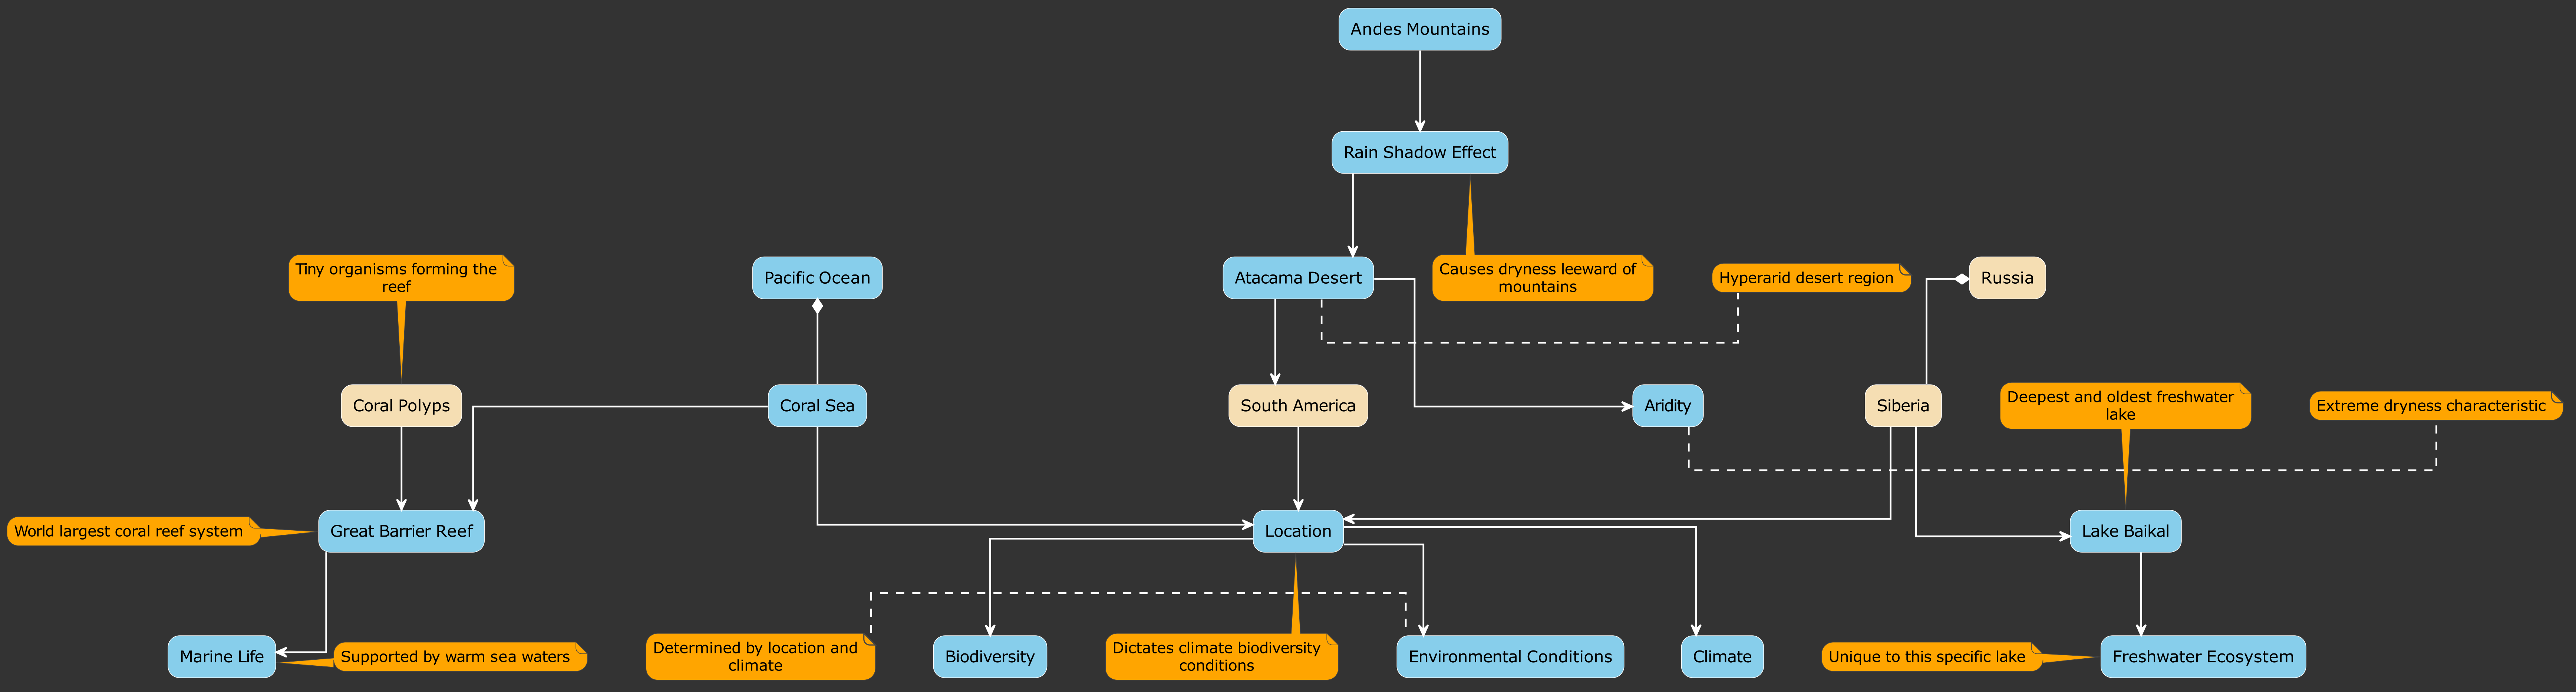 Andes Mountains
Rain Shadow Effect
Tiny organisms forming the
reef
Pacific Ocean
Atacama Desert
Causes dryness leeward of
mountains
Hyperarid desert region
Russia
Coral Polyps
Coral Sea
South America
Aridity
Siberia
Deepest and oldest freshwater
lake
Extreme dryness characteristic
World largest coral reef system
Great Barrier Reef
Location
Lake Baikal
Marine Life
Supported by warm sea waters
Determined by location and
climate
Biodiversity
Dictates climate biodiversity
conditions
Environmental Conditions
Climate
Unique to this specific lake
Freshwater Ecosystem